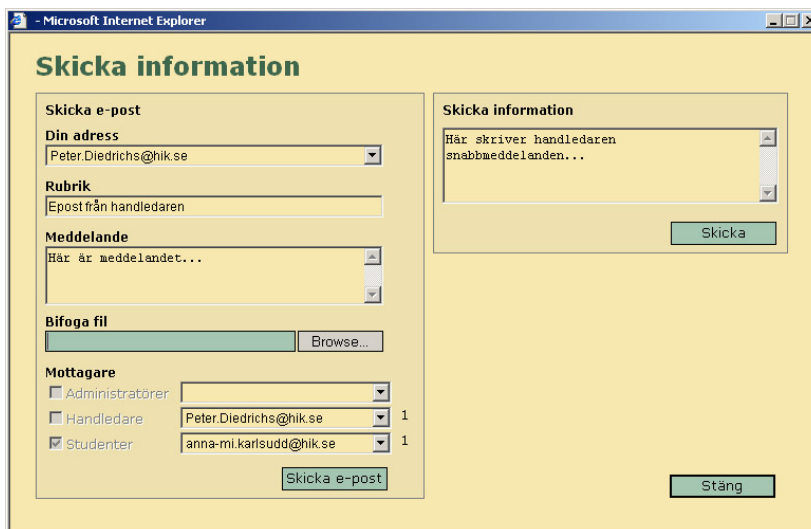 - Microsoft Internet Explorer
Skicka information
Skicka e-post
Din adress
Peter.Diedrichs@hik.se
Rubrik
Epost från handledaren
Meddelande
Här är meddelandet...
Bifoga fil
Browse...
Mottagare
Administratörer
Handledare
Peter.Diedrichs@hik.se
1
Studenter
anna-mi.karlsudd@hik.se
1
Skicka e-post
Skicka information
Här skriver handledaren
snabbmeddelanden...
Skicka
Stäng